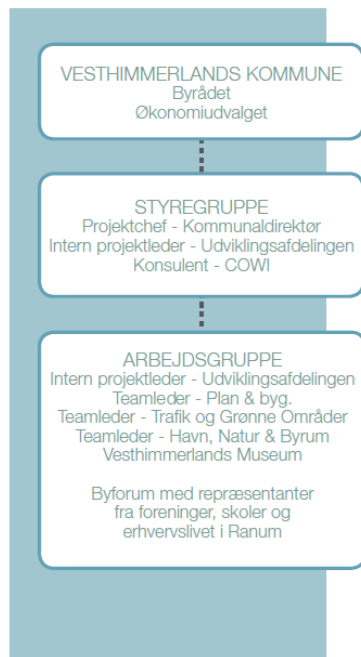 VESTHIMMERLANDS KOMMUNE
Byrådet
Økonomiudvalget
STYREGRUPPE
Projektchef - Kommunaldirektør
Intern projektleder - Udviklingsafdelingen
Konsulent - COWI
ARBEJDSGRUPPE
Intern projektleder - Udviklingsafdelingen
Teamleder - Plan & byg.
Teamleder - Trafik og Grønne Områder
Teamleder - Havn, Natur & Byrum
Vesthimmerlands Museum
Byforum med repræsentanter
fra foreninger, skoler og
erhvervslivet i Ranum